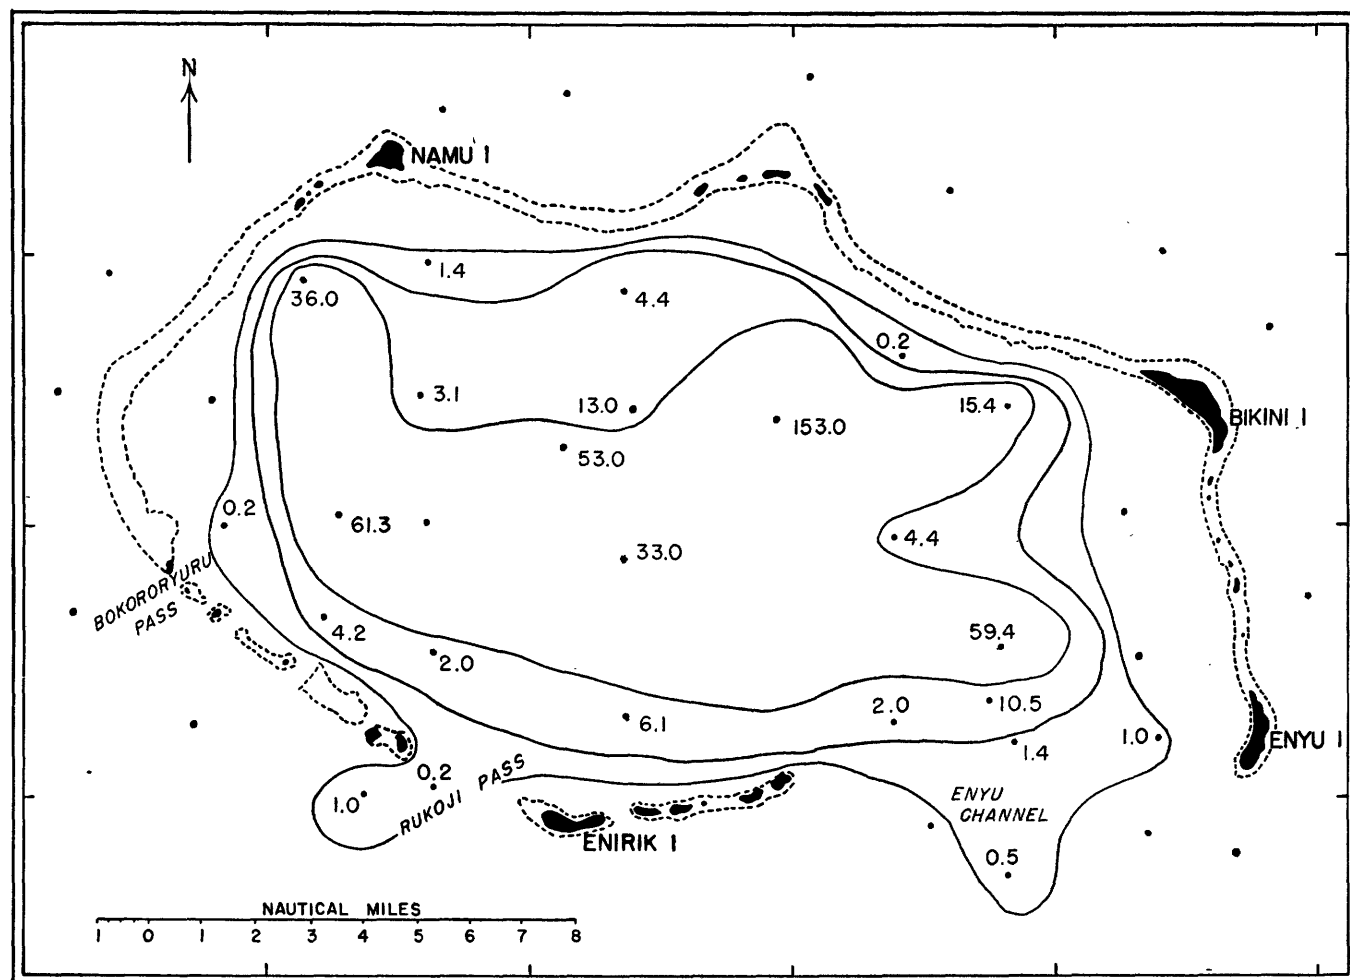 N
NAMU I
1.4
36.0
4.4
0.2
3.1
13.0
15.4
153.0
BIKINI I
53.0
0.2
61.3
4.4
33.0
BOKORORYURU
PASS
4.2
59.4
2.0
10.5
6.1
2.0
1.4
1.0
ENYU I
0.2
RUKOJI PASS
1.0
ENYU
CHANNEL
ENIRIK I
0.5
NAUTICAL MILES
1 0 1 2 3 4 5 6 7 8